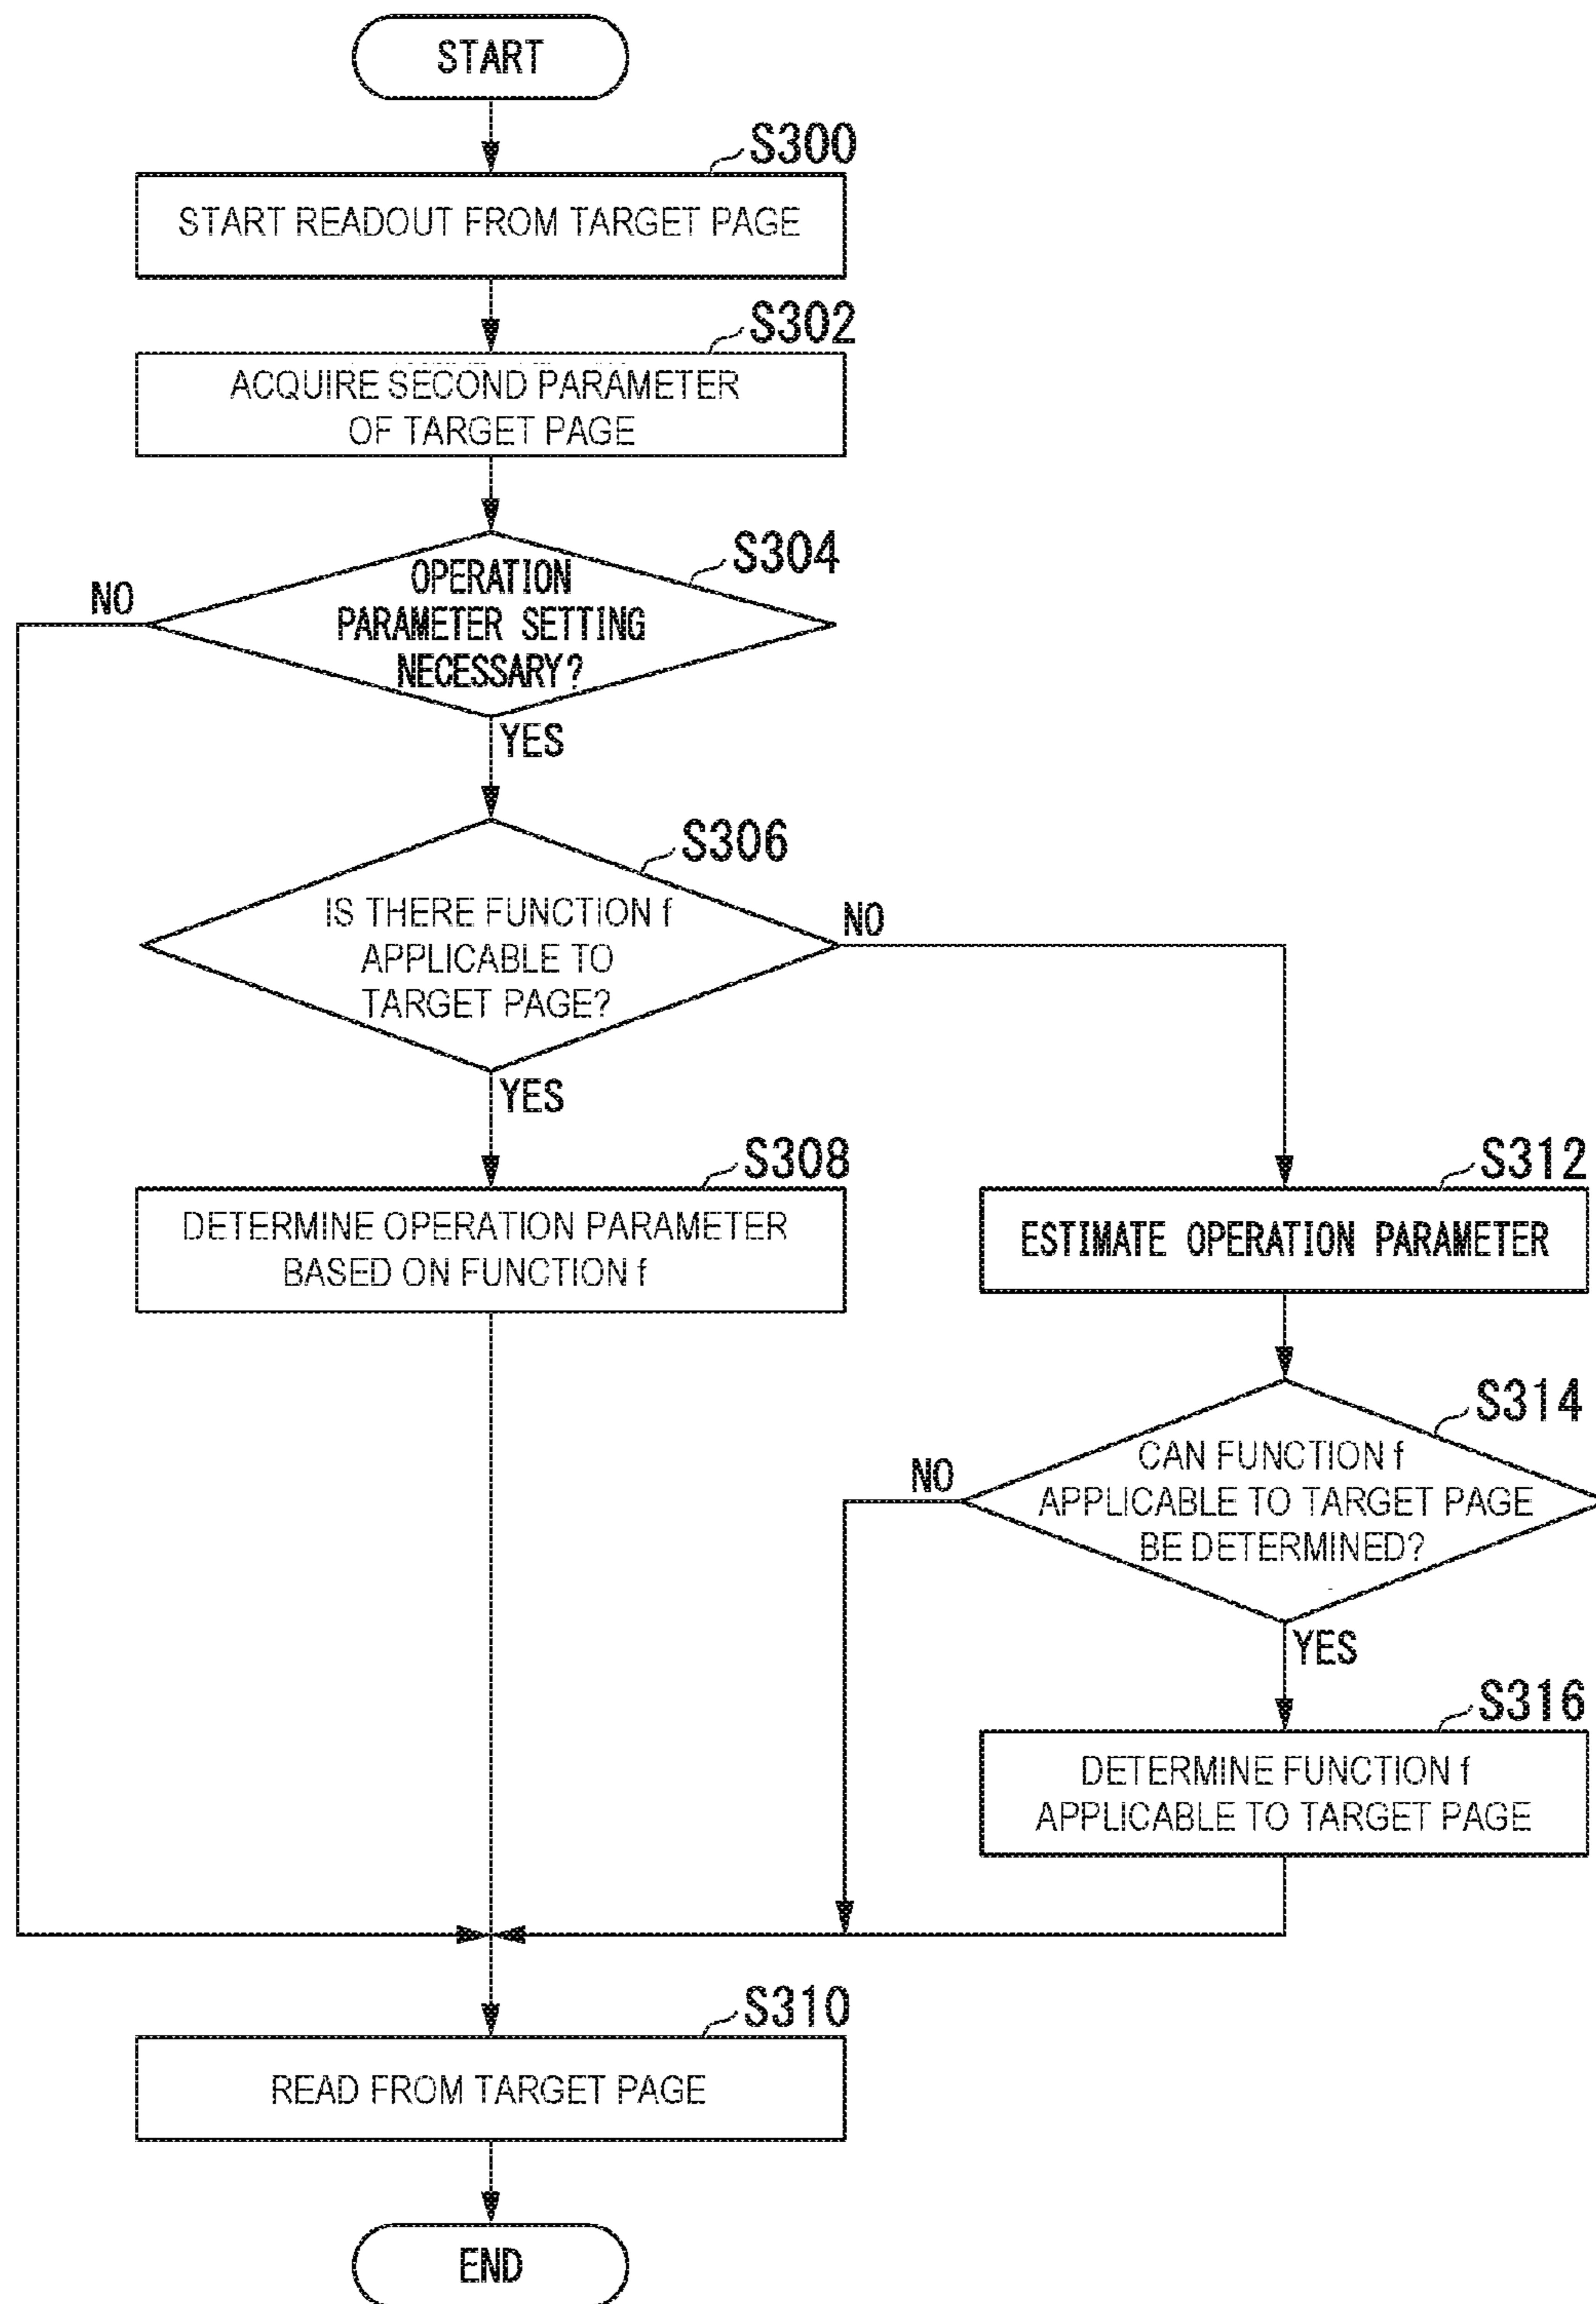 START
S300
START READOUT FROM TARGET PAGE
S302
ACQUIRE SECOND PARAMETER
OF TARGET PAGE
S304
OPERATION
PARAMETER SETTING
NECESSARY?
NO
YES
S306
IS THERE FUNCTION f
APPLICABLE TO
TARGET PAGE?
NO
YES
S308
DETERMINE OPERATION PARAMETER
BASED ON FUNCTION f
S312
ESTIMATE OPERATION PARAMETER
S314
CAN FUNCTION f
APPLICABLE TO TARGET PAGE
BE DETERMINED?
NO
YES
S316
DETERMINE FUNCTION f
APPLICABLE TO TARGET PAGE
S310
READ FROM TARGET PAGE
END